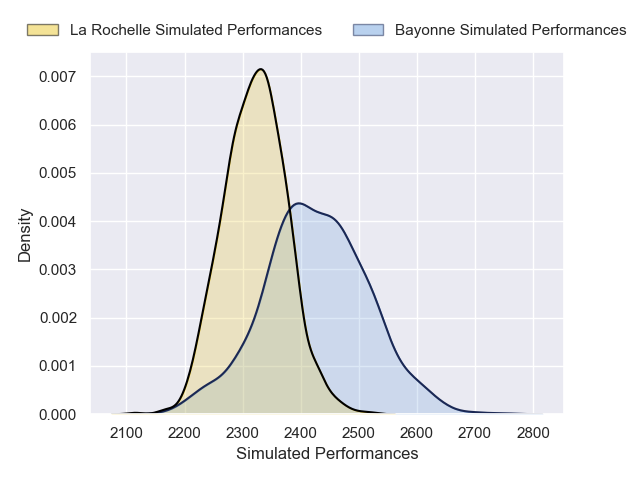 La Rochelle Simulated Performances Bayonne Simulated Performances
0.007
0.006
0.005
0.004
0.003
0.002
0.001
0.000
Density
2100 2200 2300 2400 2500 2600 2700 2800
Simulated Performances